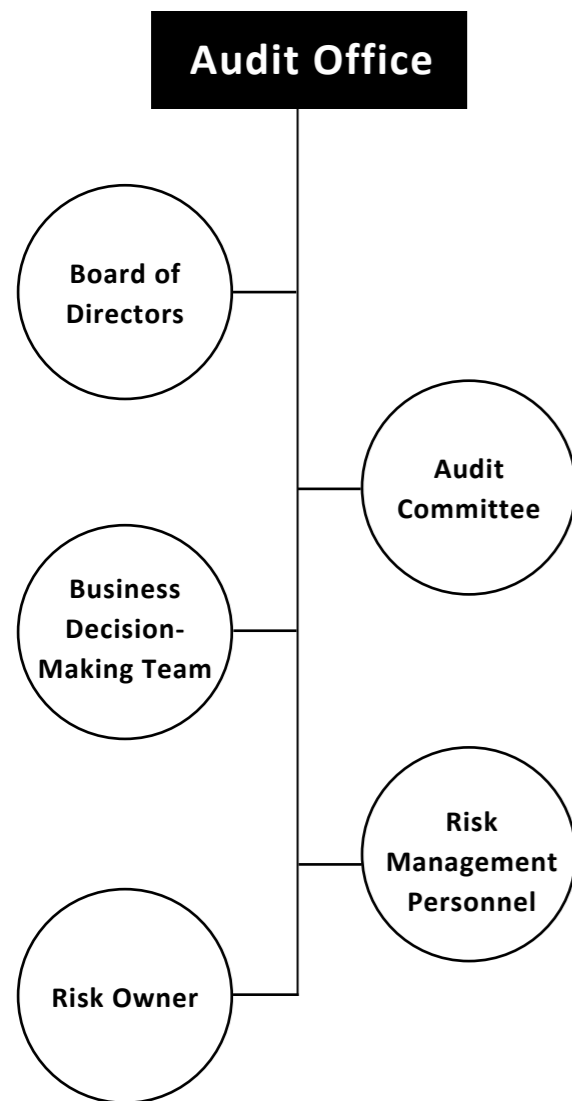 Audit Office
Board of
Directors
Audit
Committee
Business
Decision-
Making Team
Risk
Management
Personnel
Risk Owner